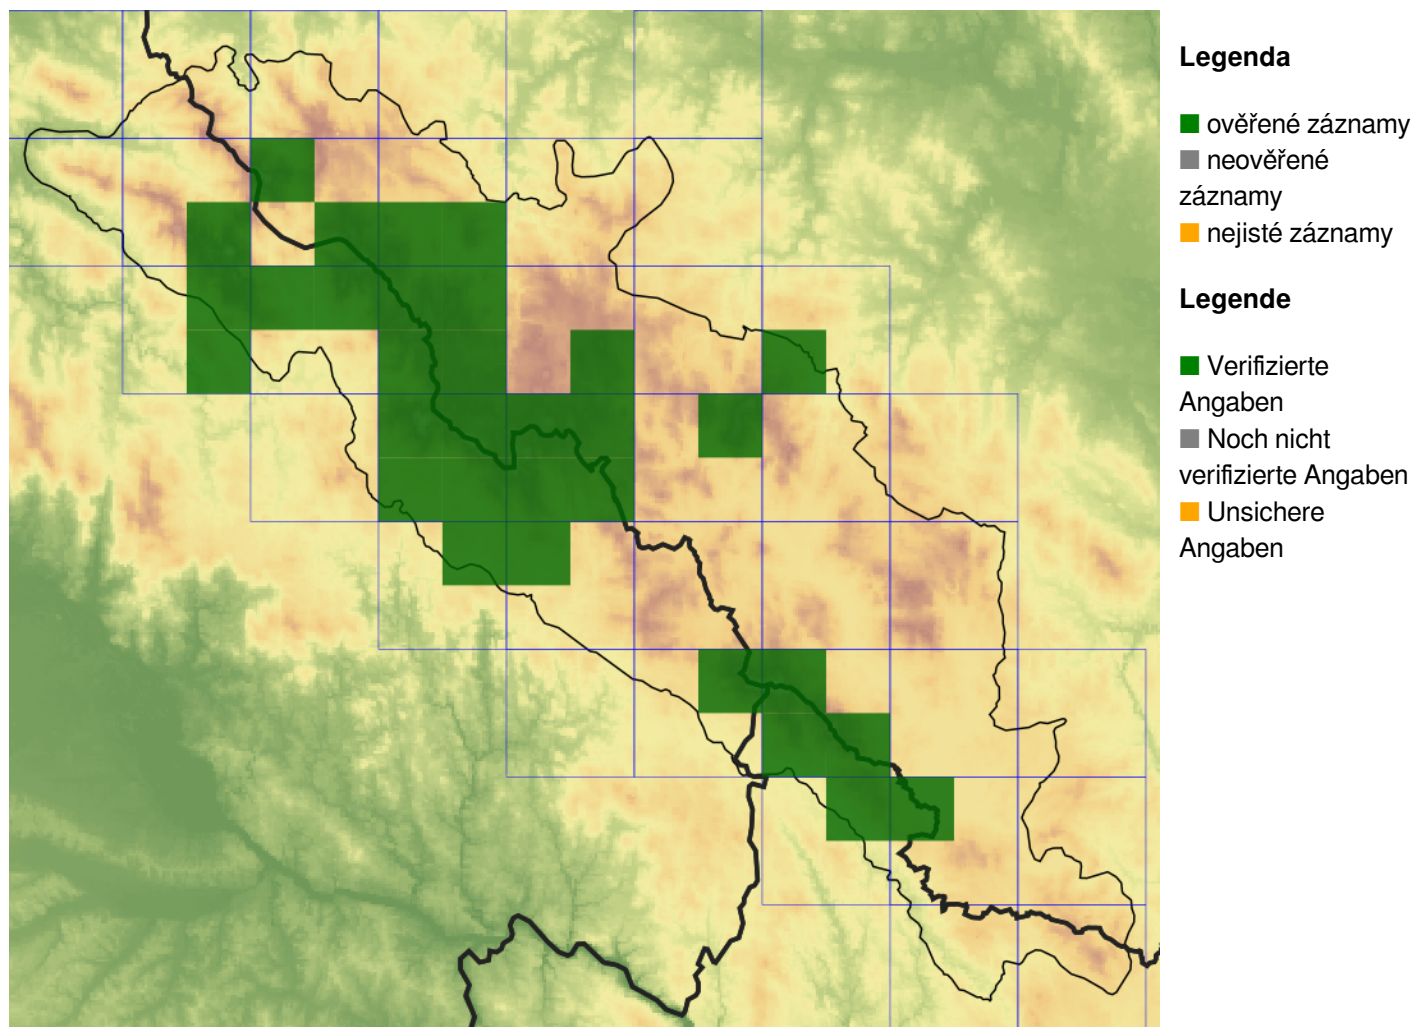 Legenda
ověřené záznamy
neověřené
záznamy
nejisté záznamy
Legende
Verifizierte
Angaben
Noch nicht
verifizierte Angaben
Unsichere
Angaben